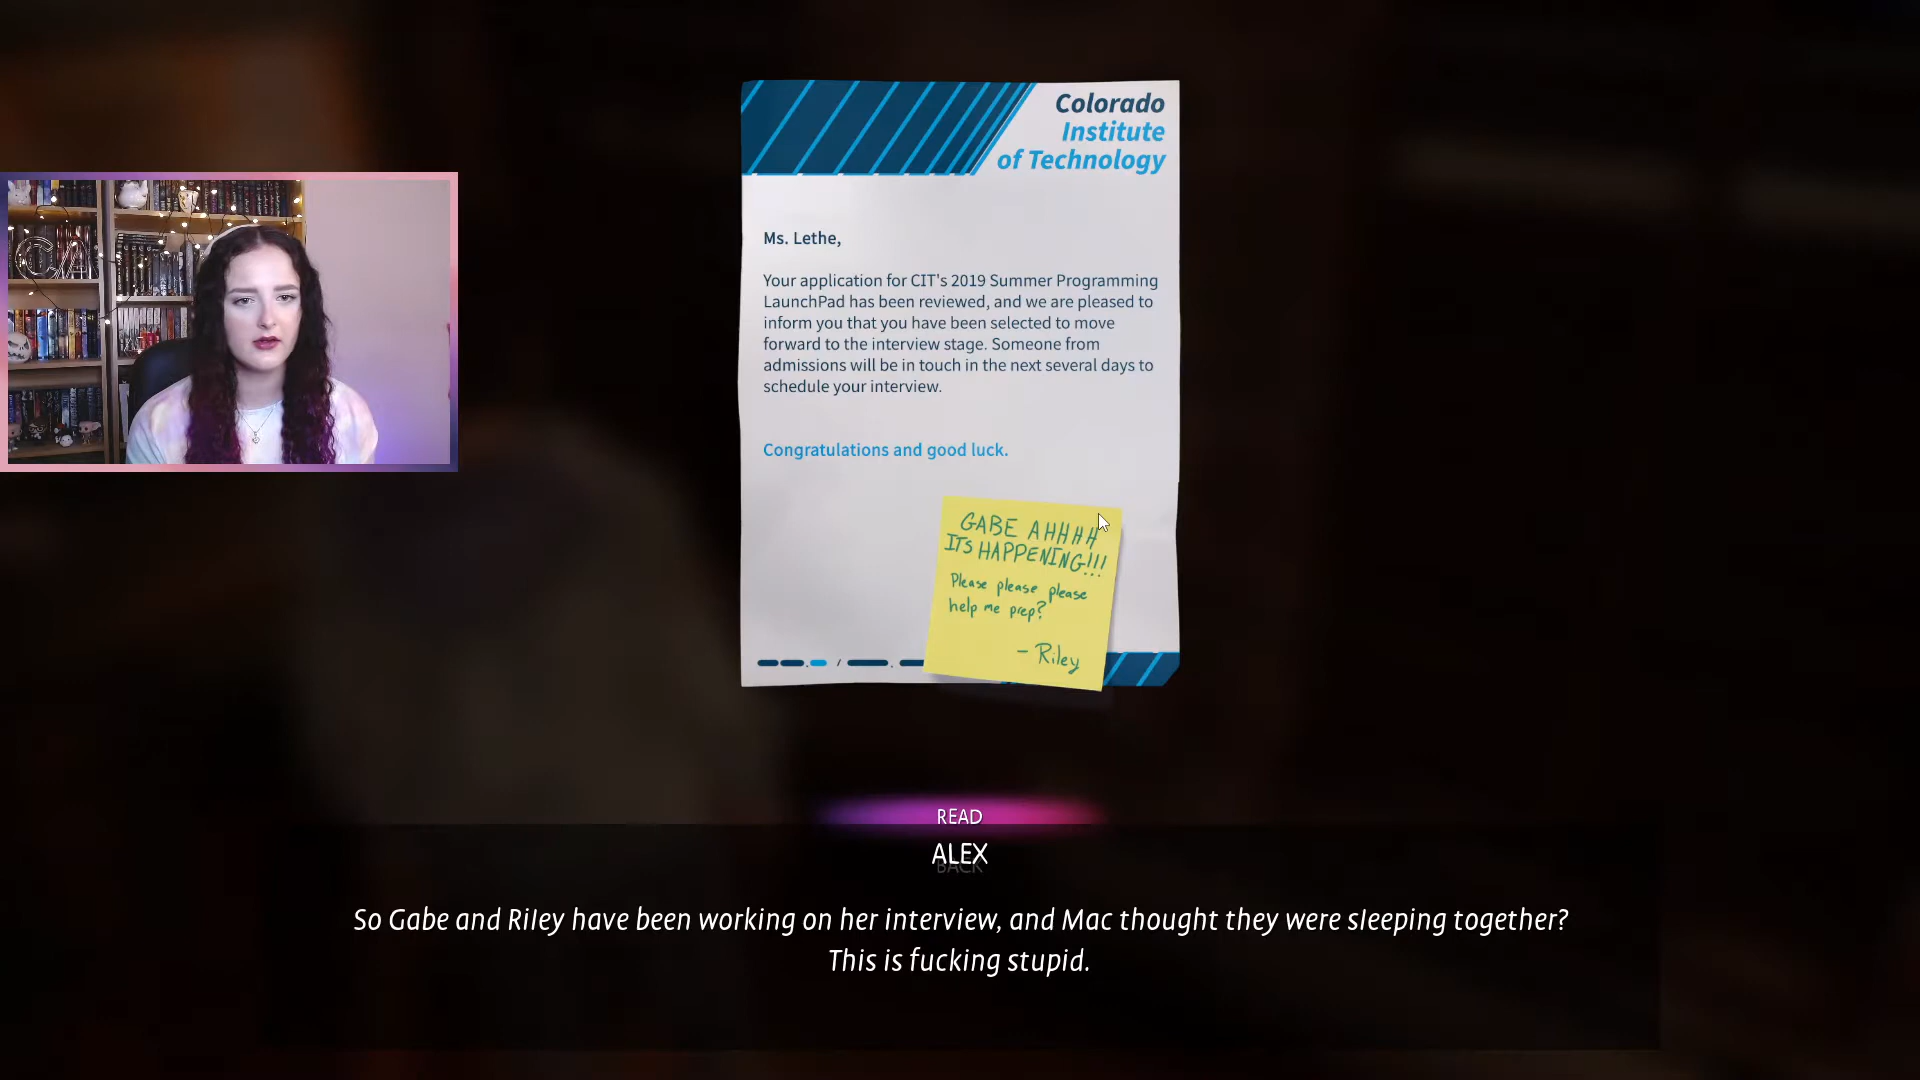 Colorado
Institute
of Technology
Ms. Lethe,
Your application for CIT's 2019 Summer Programming
LaunchPad has been reviewed, and we are pleased to
inform you that you have been selected to move
forward to the interview stage. Someone from
admissions will be in touch in the next several days to
schedule your interview.
Congratulations and good luck.
GABE AHHHH
ITS HAPPENING!!!
Please please please
help me prep?
- Riley
READ
ALEX
BACK
So Gabe and Riley have been working on her interview, and Mac thought they were sleeping together?
This is fucking stupid.
CA